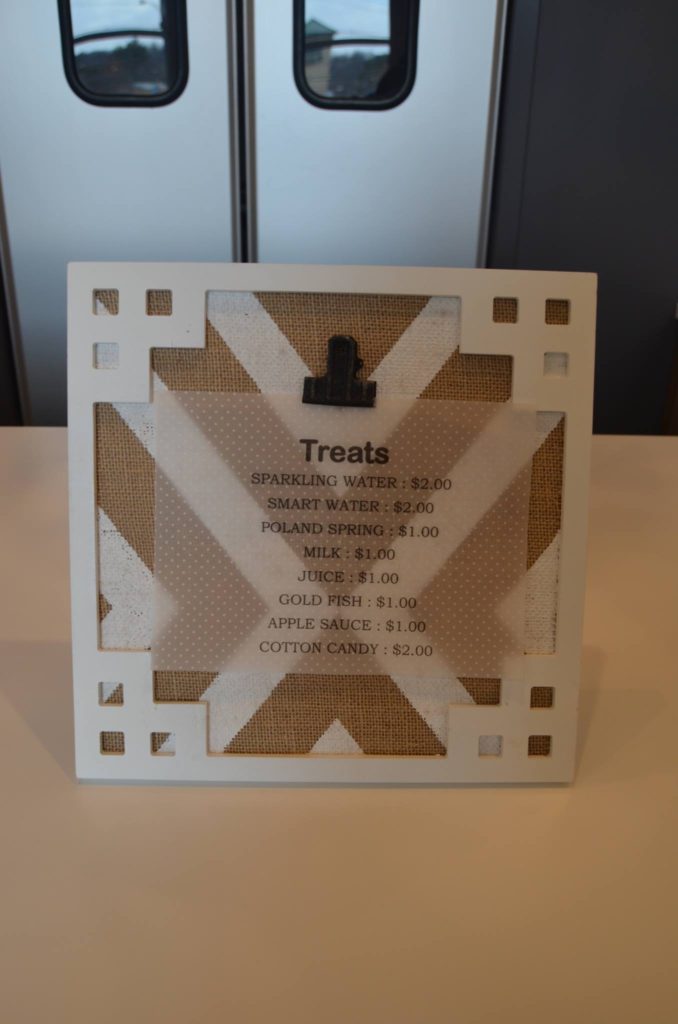 Treats
SPARKLING WATER : $2.00
SMART WATER : $2.00
POLAND SPRING : $1.00
MILK : $1.00
JUICE : $1.00
GOLD FISH : $1.00
APPLE SAUCE : $1.00
COTTON CANDY : $2.00